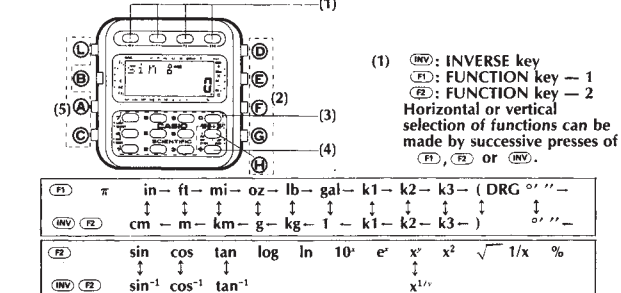 (1)
L
D
B
E
sin
0
(5)
A
F
(2)
(3)
CASIO
C
G
SCIENTIFIC
(4)
H
(1) INV : INVERSE key
F1 : FUNCTION key — 1
F2 : FUNCTION key — 2
Horizontal or vertical
selection of functions can be
made by successive presses of
F1 , F2 or INV .
F1 π in→ ft→ mi→ oz→ lb→ gal→ k1→ k2→ k3→ ( DRG °’ ”←
↕ ↕ ↕ ↕ ↕ ↕ ↕ ↕ ↕ ↕ ↕
INV F2 cm ← m← km← g← kg← 1 ← k1← k2← k3← ) °’ ”←
F2 sin cos tan log ln 10ˣ eˣ xʸ x² √ 1/x %
↕ ↕ ↕ ↕
INV F2 sin⁻¹ cos⁻¹ tan⁻¹ x¹/ʸ